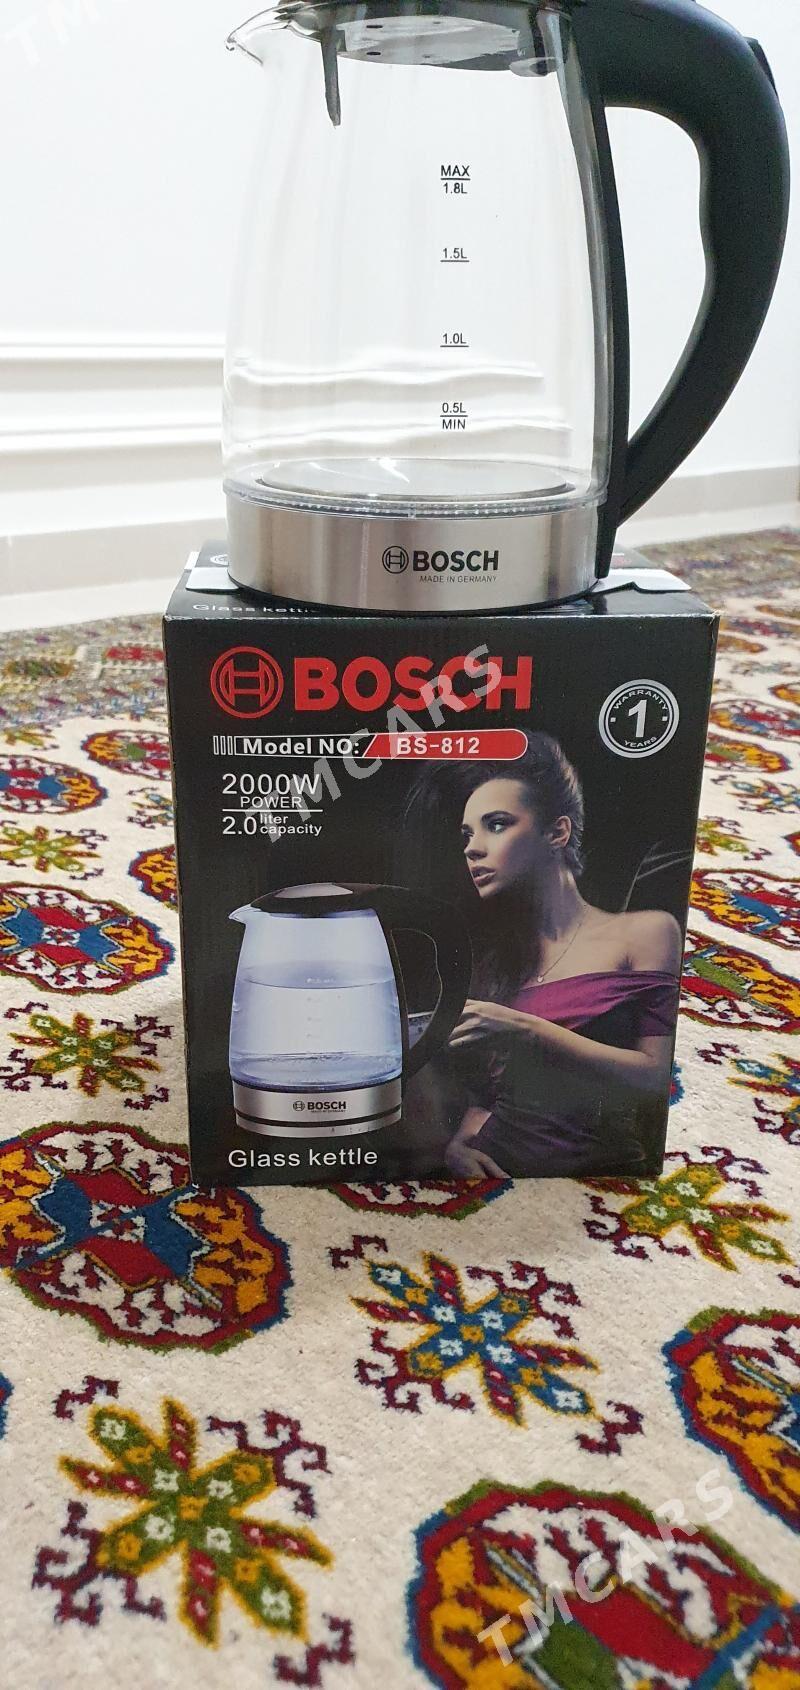 TMCARS
MAX
1.8L
1.5L
1.0L
0.5L
MIN
BOSCH
MADE IN GERMANY
Glass kettle
BOSCH
WARRANTY
1
YEARS
Model NO: BS-812
2000W
POWER
2.0 liter capacity
TMCARS
BOSCH
Glass kettle
TMCARS